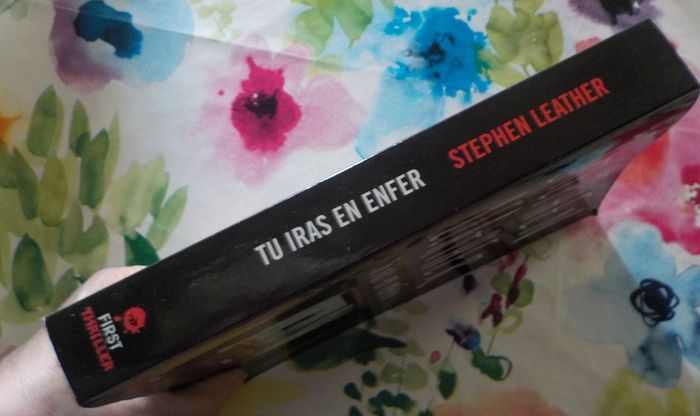 FIRST
THRILLER
TU IRAS EN ENFER
STEPHEN LEATHER